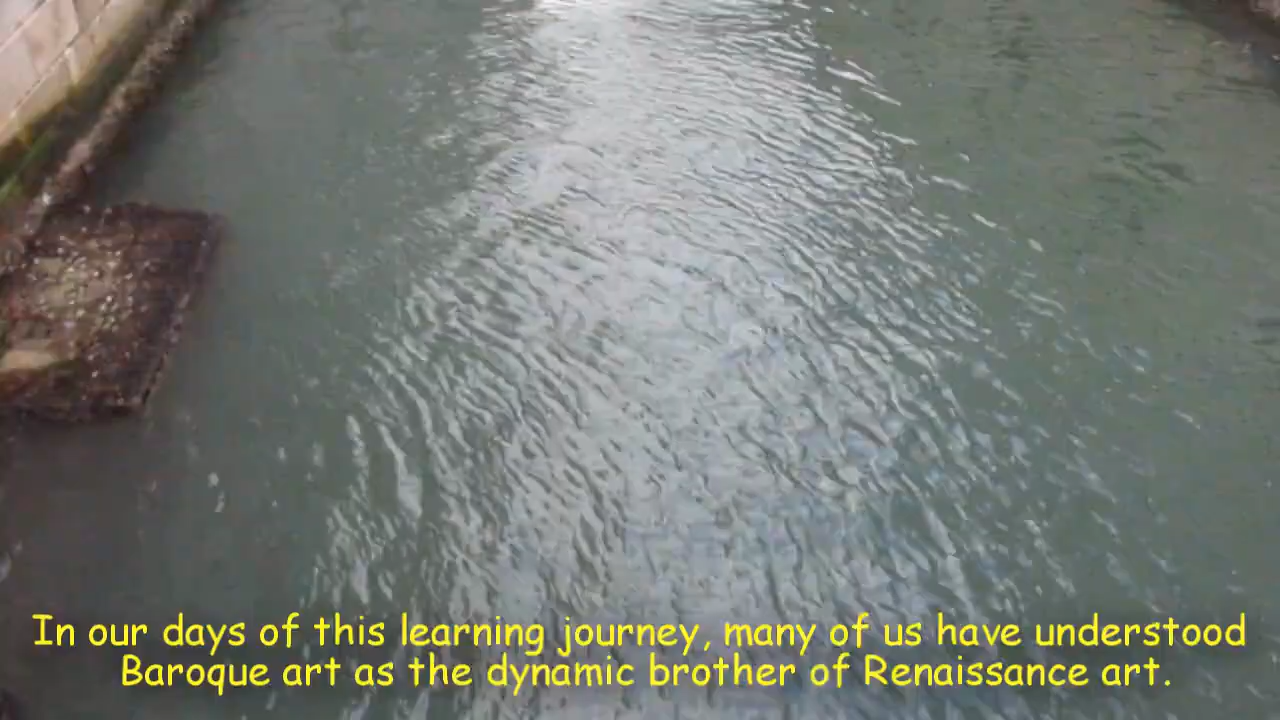 In our days of this learning journey, many of us have understood
Baroque art as the dynamic brother of Renaissance art.